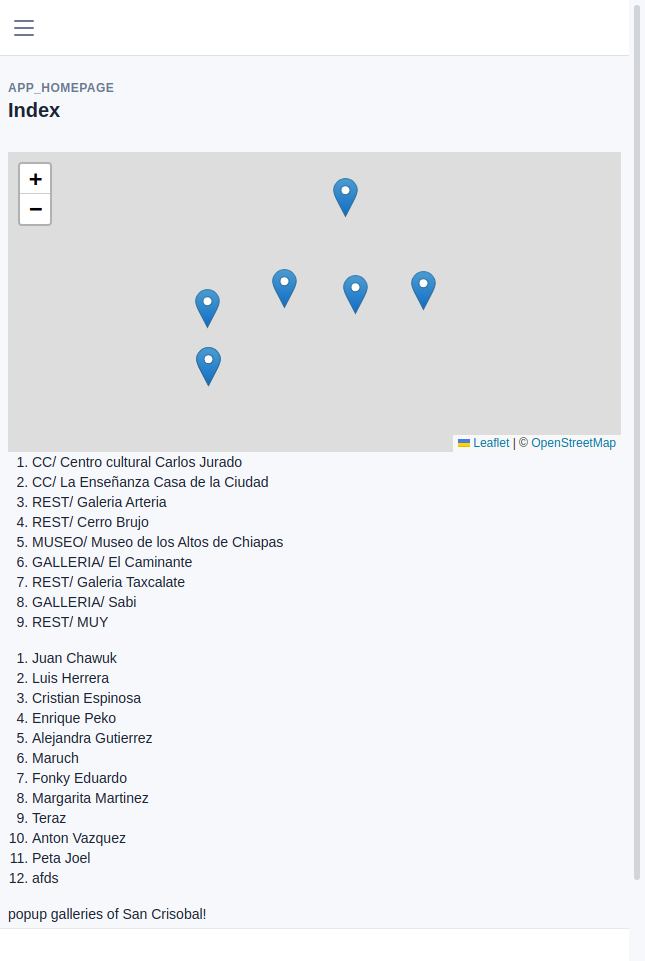 APP_HOMEPAGE
Index
+
−
Leaflet | © OpenStreetMap
1. CC/ Centro cultural Carlos Jurado
2. CC/ La Enseñanza Casa de la Ciudad
3. REST/ Galeria Arteria
4. REST/ Cerro Brujo
5. MUSEO/ Museo de los Altos de Chiapas
6. GALLERIA/ El Caminante
7. REST/ Galeria Taxcalate
8. GALLERIA/ Sabi
9. REST/ MUY
1. Juan Chawuk
2. Luis Herrera
3. Cristian Espinosa
4. Enrique Peko
5. Alejandra Gutierrez
6. Maruch
7. Fonky Eduardo
8. Margarita Martinez
9. Teraz
10. Anton Vazquez
11. Peta Joel
12. afds
popup galleries of San Crisobal!